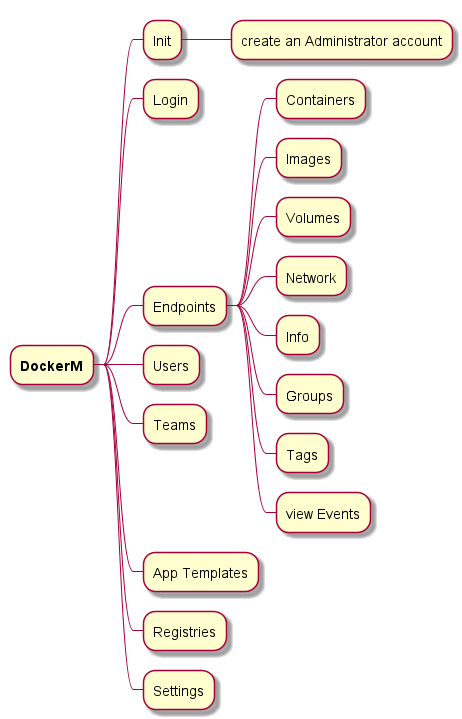 DockerM
Init
create an Administrator account
Login
Endpoints
Containers
Images
Volumes
Network
Info
Groups
Tags
view Events
Users
Teams
App Templates
Registries
Settings